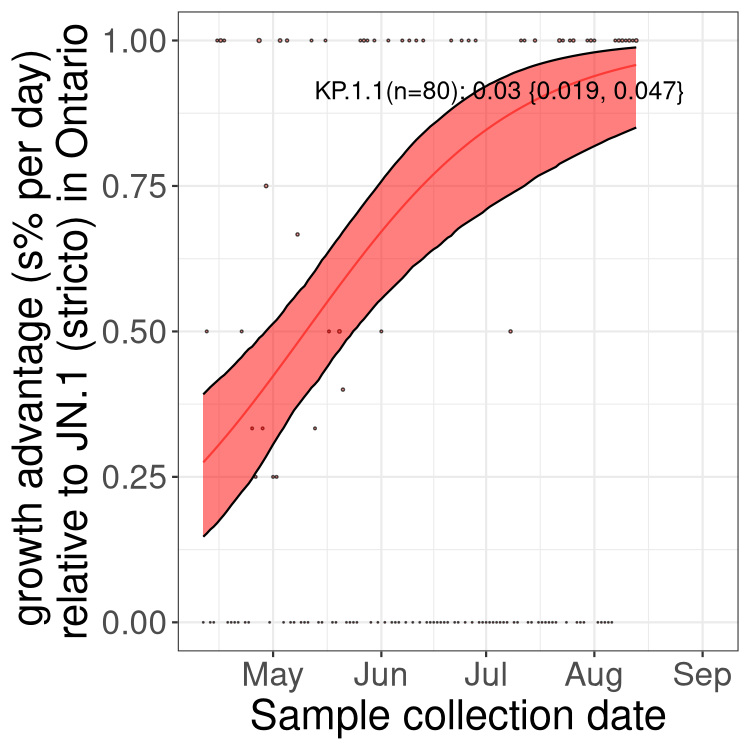 growth advantage (s% per day)
relative to JN.1 (stricto) in Ontario
1.00
0.75
0.50
0.25
0.00
KP.1.1(n=80): 0.03 {0.019, 0.047}
May Jun Jul Aug Sep
Sample collection date